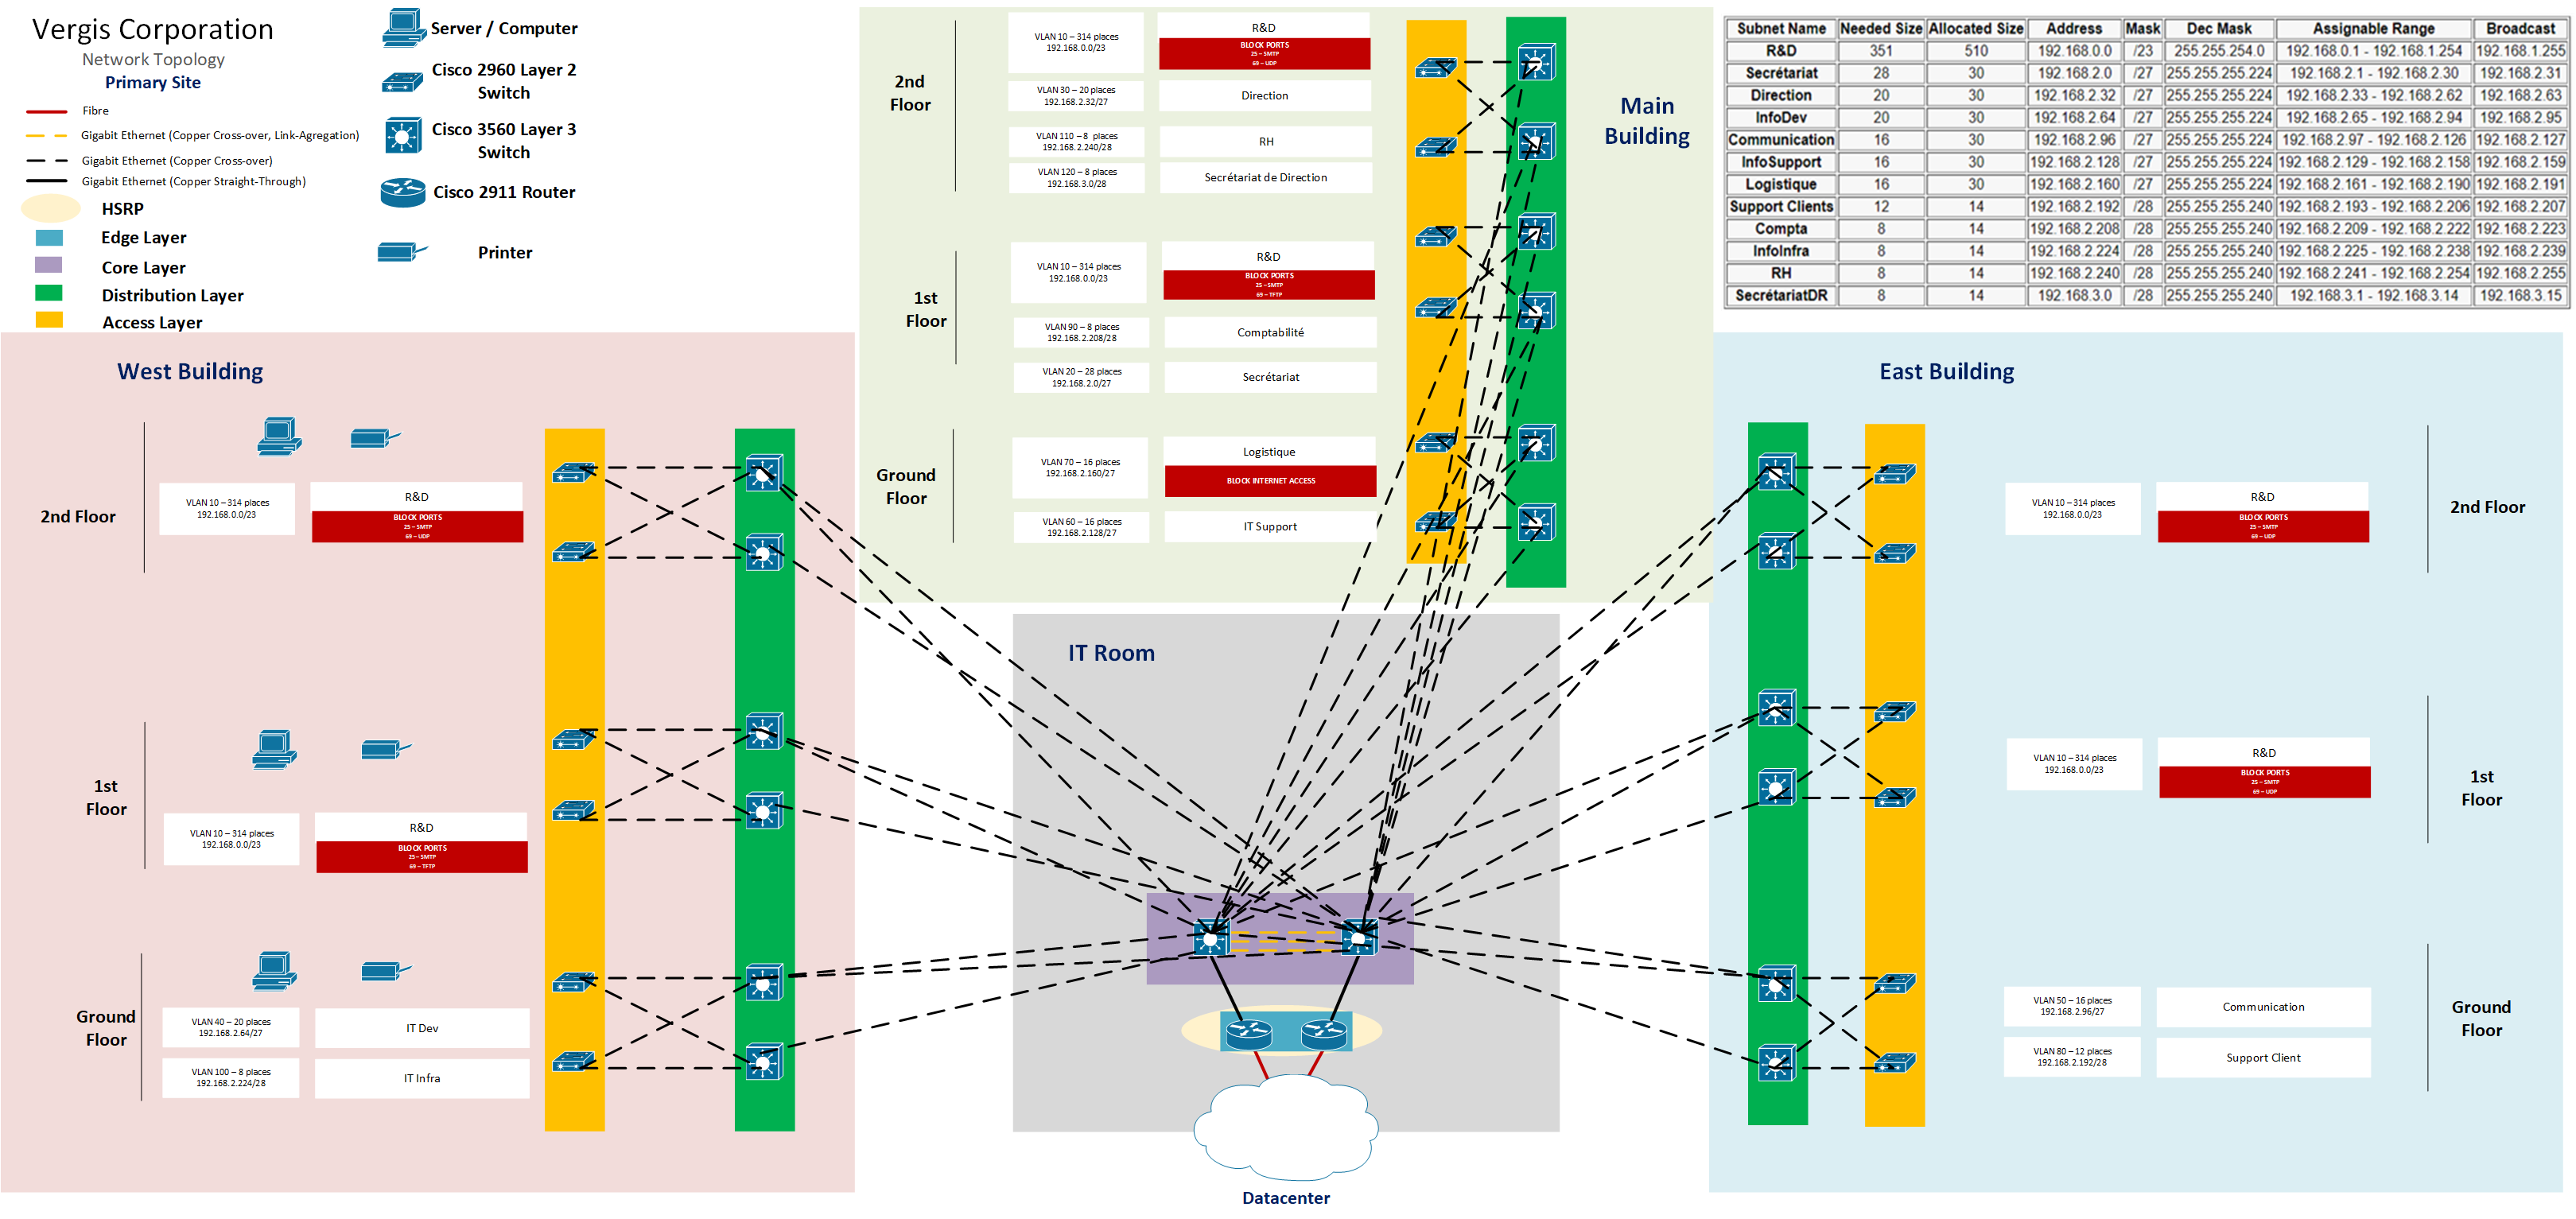 Vergis Corporation
Network Topology
Primary Site
Fibre
Gigabit Ethernet (Copper Cross-over, Link-Agregation)
Gigabit Ethernet (Copper Cross-over)
Gigabit Ethernet (Copper Straight-Through)
HSRP
Edge Layer
Core Layer
Distribution Layer
Access Layer
Server / Computer
Cisco 2960 Layer 2
Switch
Cisco 3560 Layer 3
Switch
Cisco 2911 Router
Printer
Main
Building
2nd
Floor
VLAN 10 – 314 places
192.168.0.0/23
R&D
BLOCK PORTS
25 – SMTP
69 – UDP
VLAN 30 – 20 places
192.168.2.32/27
Direction
VLAN 110 – 8 places
192.168.2.240/28
RH
VLAN 120 – 8 places
192.168.3.0/28
Secrétariat de Direction
1st
Floor
VLAN 10 – 314 places
192.168.0.0/23
R&D
BLOCK PORTS
25 – SMTP
69 – TFTP
VLAN 90 – 8 places
192.168.2.208/28
Comptabilité
VLAN 20 – 28 places
192.168.2.0/27
Secrétariat
Ground
Floor
VLAN 70 – 16 places
192.168.2.160/27
Logistique
BLOCK INTERNET ACCESS
VLAN 60 – 16 places
192.168.2.128/27
IT Support
Subnet Name Needed Size Allocated Size Address Mask Dec Mask Assignable Range Broadcast
R&D 351 510 192.168.0.0 /23 255.255.254.0 192.168.0.1 - 192.168.1.254 192.168.1.255
Secrétariat 28 30 192.168.2.0 /27 255.255.255.224 192.168.2.1 - 192.168.2.30 192.168.2.31
Direction 20 30 192.168.2.32 /27 255.255.255.224 192.168.2.33 - 192.168.2.62 192.168.2.63
InfoDev 20 30 192.168.2.64 /27 255.255.255.224 192.168.2.65 - 192.168.2.94 192.168.2.95
Communication 16 30 192.168.2.96 /27 255.255.255.224 192.168.2.97 - 192.168.2.126 192.168.2.127
InfoSupport 16 30 192.168.2.128 /27 255.255.255.224 192.168.2.129 - 192.168.2.158 192.168.2.159
Logistique 16 30 192.168.2.160 /27 255.255.255.224 192.168.2.161 - 192.168.2.190 192.168.2.191
Support Clients 12 14 192.168.2.192 /28 255.255.255.240 192.168.2.193 - 192.168.2.206 192.168.2.207
Compta 8 14 192.168.2.208 /28 255.255.255.240 192.168.2.209 - 192.168.2.222 192.168.2.223
InfoInfra 8 14 192.168.2.224 /28 255.255.255.240 192.168.2.225 - 192.168.2.238 192.168.2.239
RH 8 14 192.168.2.240 /28 255.255.255.240 192.168.2.241 - 192.168.2.254 192.168.2.255
SecrétariatDR 8 14 192.168.3.0 /28 255.255.255.240 192.168.3.1 - 192.168.3.14 192.168.3.15
West Building
2nd Floor
VLAN 10 – 314 places
192.168.0.0/23
R&D
BLOCK PORTS
25 – SMTP
69 – UDP
1st
Floor
VLAN 10 – 314 places
192.168.0.0/23
R&D
BLOCK PORTS
25 – SMTP
69 – TFTP
Ground
Floor
VLAN 40 – 20 places
192.168.2.64/27
IT Dev
VLAN 100 – 8 places
192.168.2.224/28
IT Infra
IT Room
Datacenter
East Building
VLAN 10 – 314 places
192.168.0.0/23
R&D
BLOCK PORTS
25 – SMTP
69 – UDP
2nd Floor
VLAN 10 – 314 places
192.168.0.0/23
R&D
BLOCK PORTS
25 – SMTP
69 – UDP
1st
Floor
VLAN 50 – 16 places
192.168.2.96/27
Communication
VLAN 80 – 12 places
192.168.2.192/28
Support Client
Ground
Floor